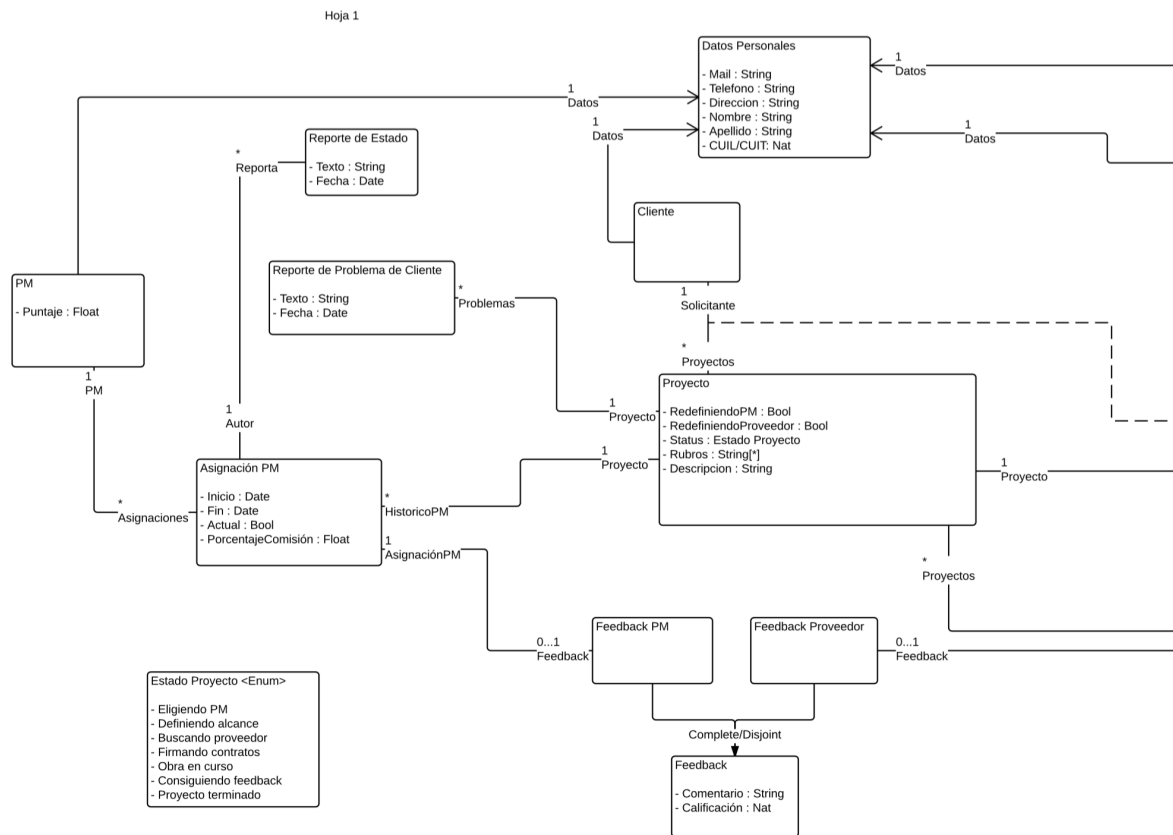 Hoja 1
Datos Personales
- Mail : String
- Telefono : String
- Direccion : String
- Nombre : String
- Apellido : String
- CUIL/CUIT: Nat
1
Datos
1
Datos
1
Datos
1
Datos
Reporte de Estado
- Texto : String
- Fecha : Date
*
Reporta
Cliente
Reporte de Problema de Cliente
- Texto : String
- Fecha : Date
*
Problemas
PM
- Puntaje : Float
1
Solicitante
*
Proyectos
1
PM
Proyecto
- RedefiniendoPM : Bool
- RedefiniendoProveedor : Bool
- Status : Estado Proyecto
- Rubros : String[*]
- Descripcion : String
1
Proyecto
1
Autor
1
Proyecto
1
Proyecto
Asignación PM
- Inicio : Date
- Fin : Date
- Actual : Bool
- PorcentajeComisión : Float
*
Asignaciones
*
HistoricoPM
1
AsignaciónPM
*
Proyectos
Feedback PM
Feedback Proveedor
0...1
Feedback
0...1
Feedback
Estado Proyecto <Enum>
- Eligiendo PM
- Definiendo alcance
- Buscando proveedor
- Firmando contratos
- Obra en curso
- Consiguiendo feedback
- Proyecto terminado
Complete/Disjoint
Feedback
- Comentario : String
- Calificación : Nat